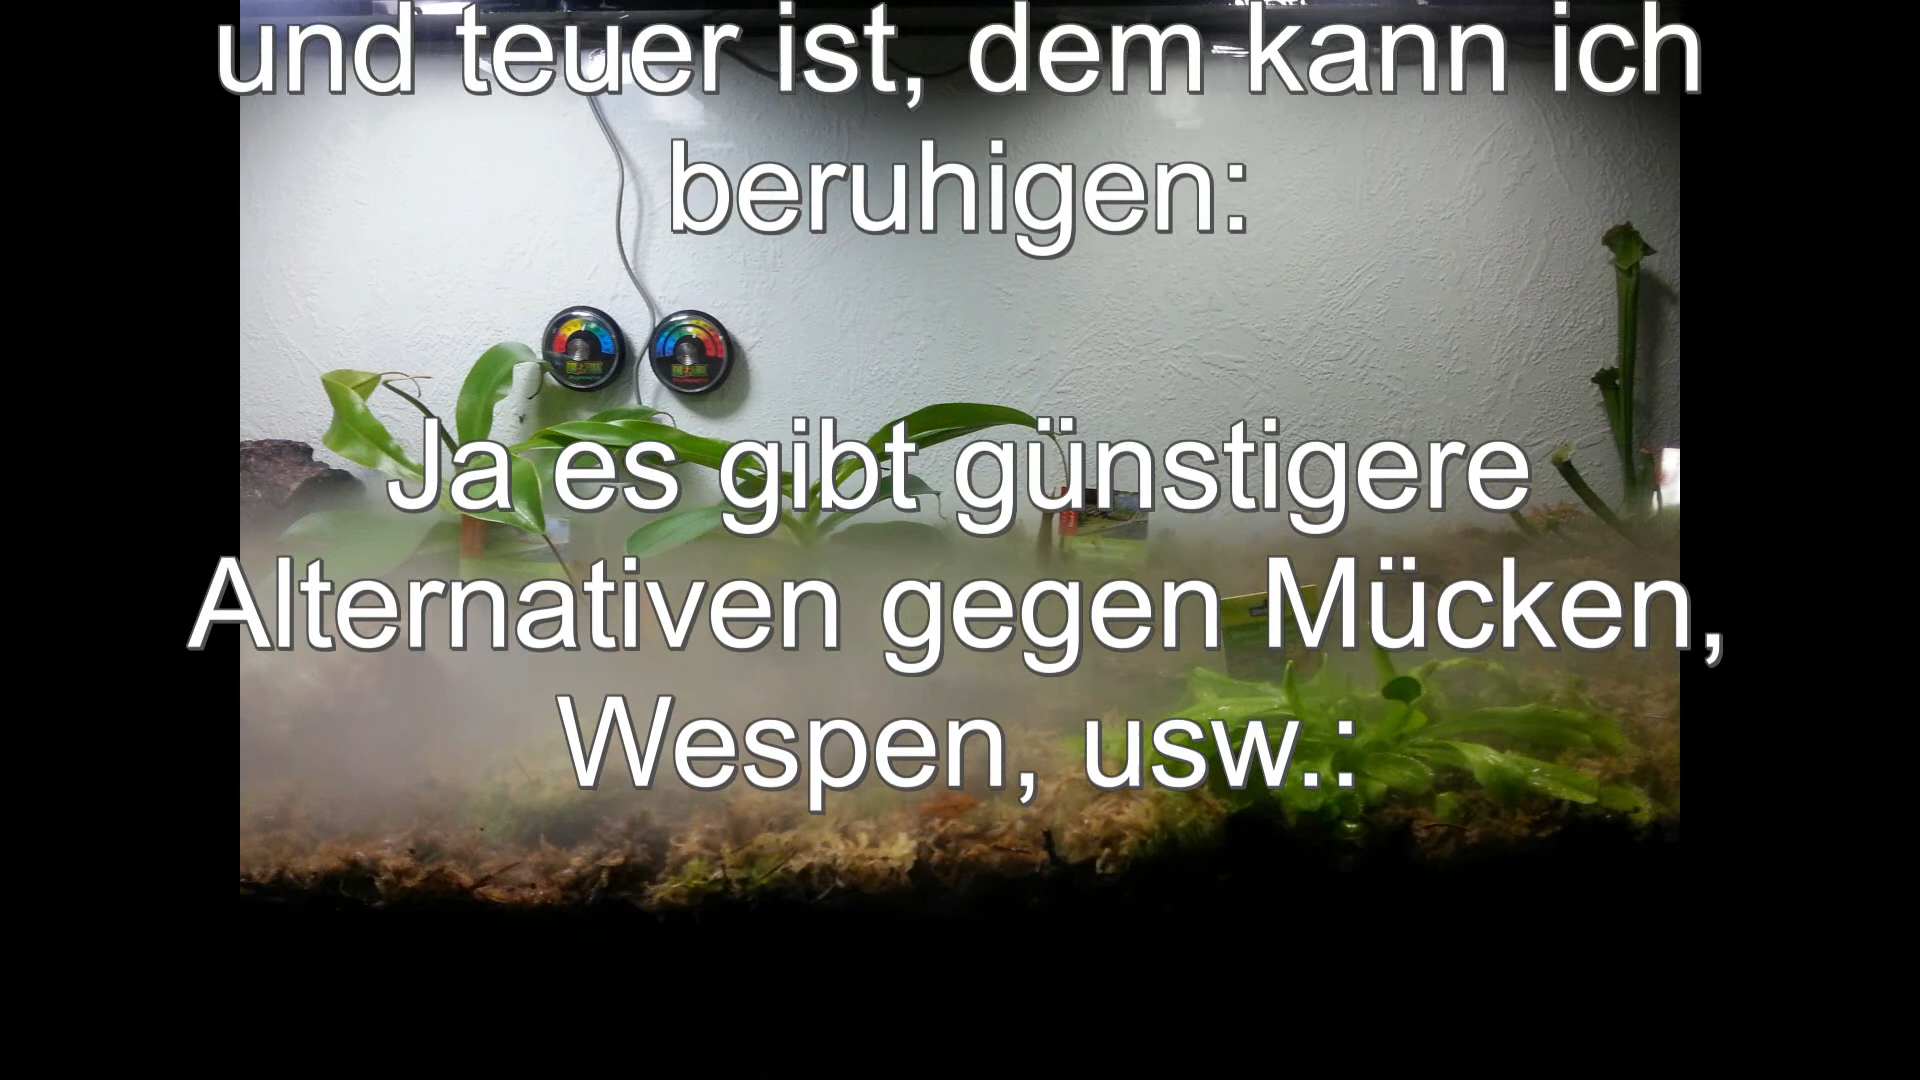 und teuer ist, dem kann ich
beruhigen:
Ja es gibt günstigere
Alternativen gegen Mücken,
Wespen, usw.: